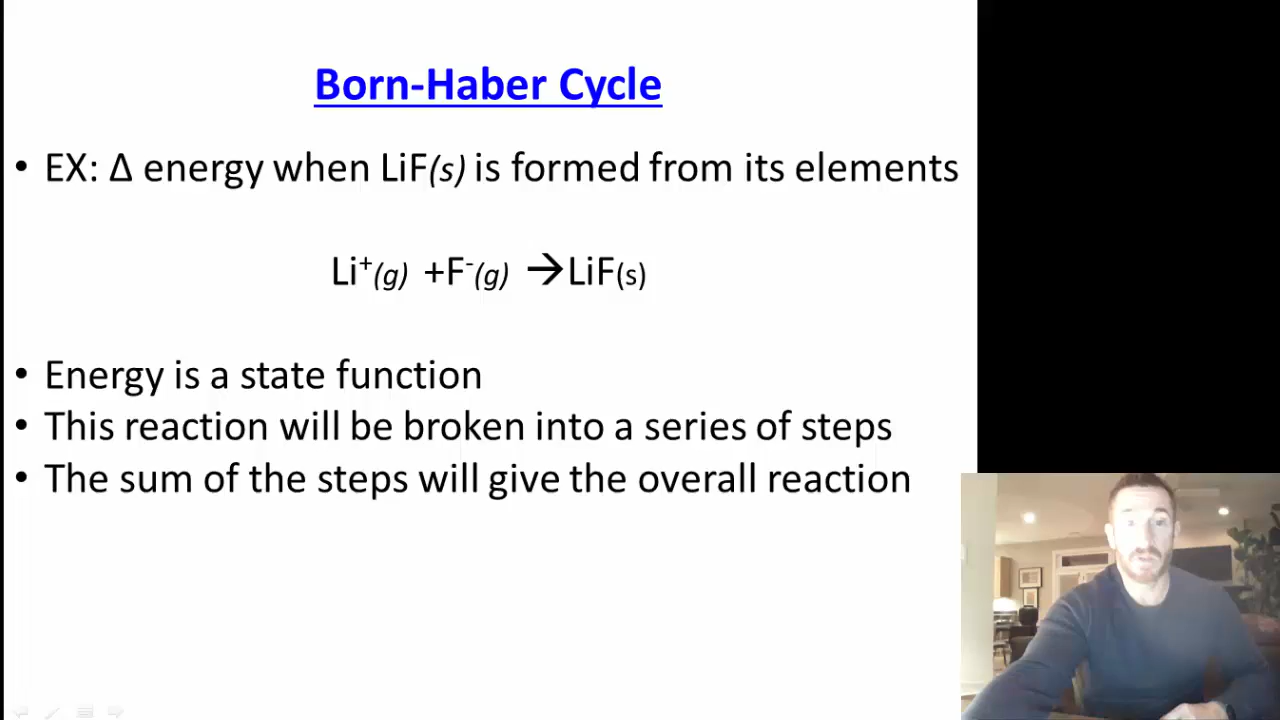 Born-Haber Cycle
• EX: Δ energy when LiF(s) is formed from its elements
Li⁺(g) +F⁻(g) →LiF(s)
• Energy is a state function
• This reaction will be broken into a series of steps
• The sum of the steps will give the overall reaction